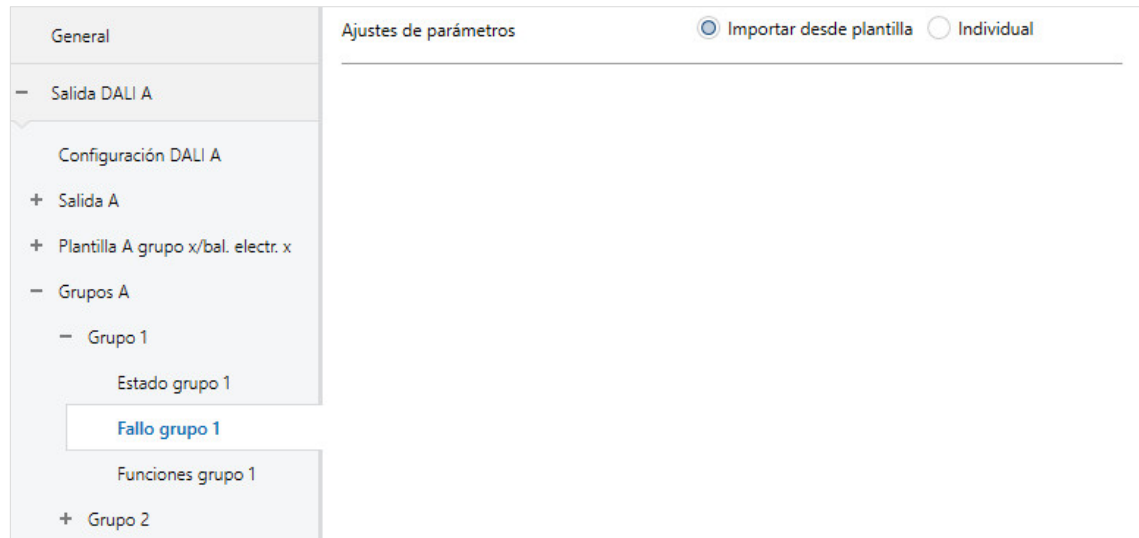 General
Salida DALI A
Configuración DALI A
+ Salida A
+ Plantilla A grupo x/bal. electr. x
Grupos A
Grupo 1
Estado grupo 1
Fallo grupo 1
Funciones grupo 1
+ Grupo 2
Ajustes de parámetros Importar desde plantilla Individual